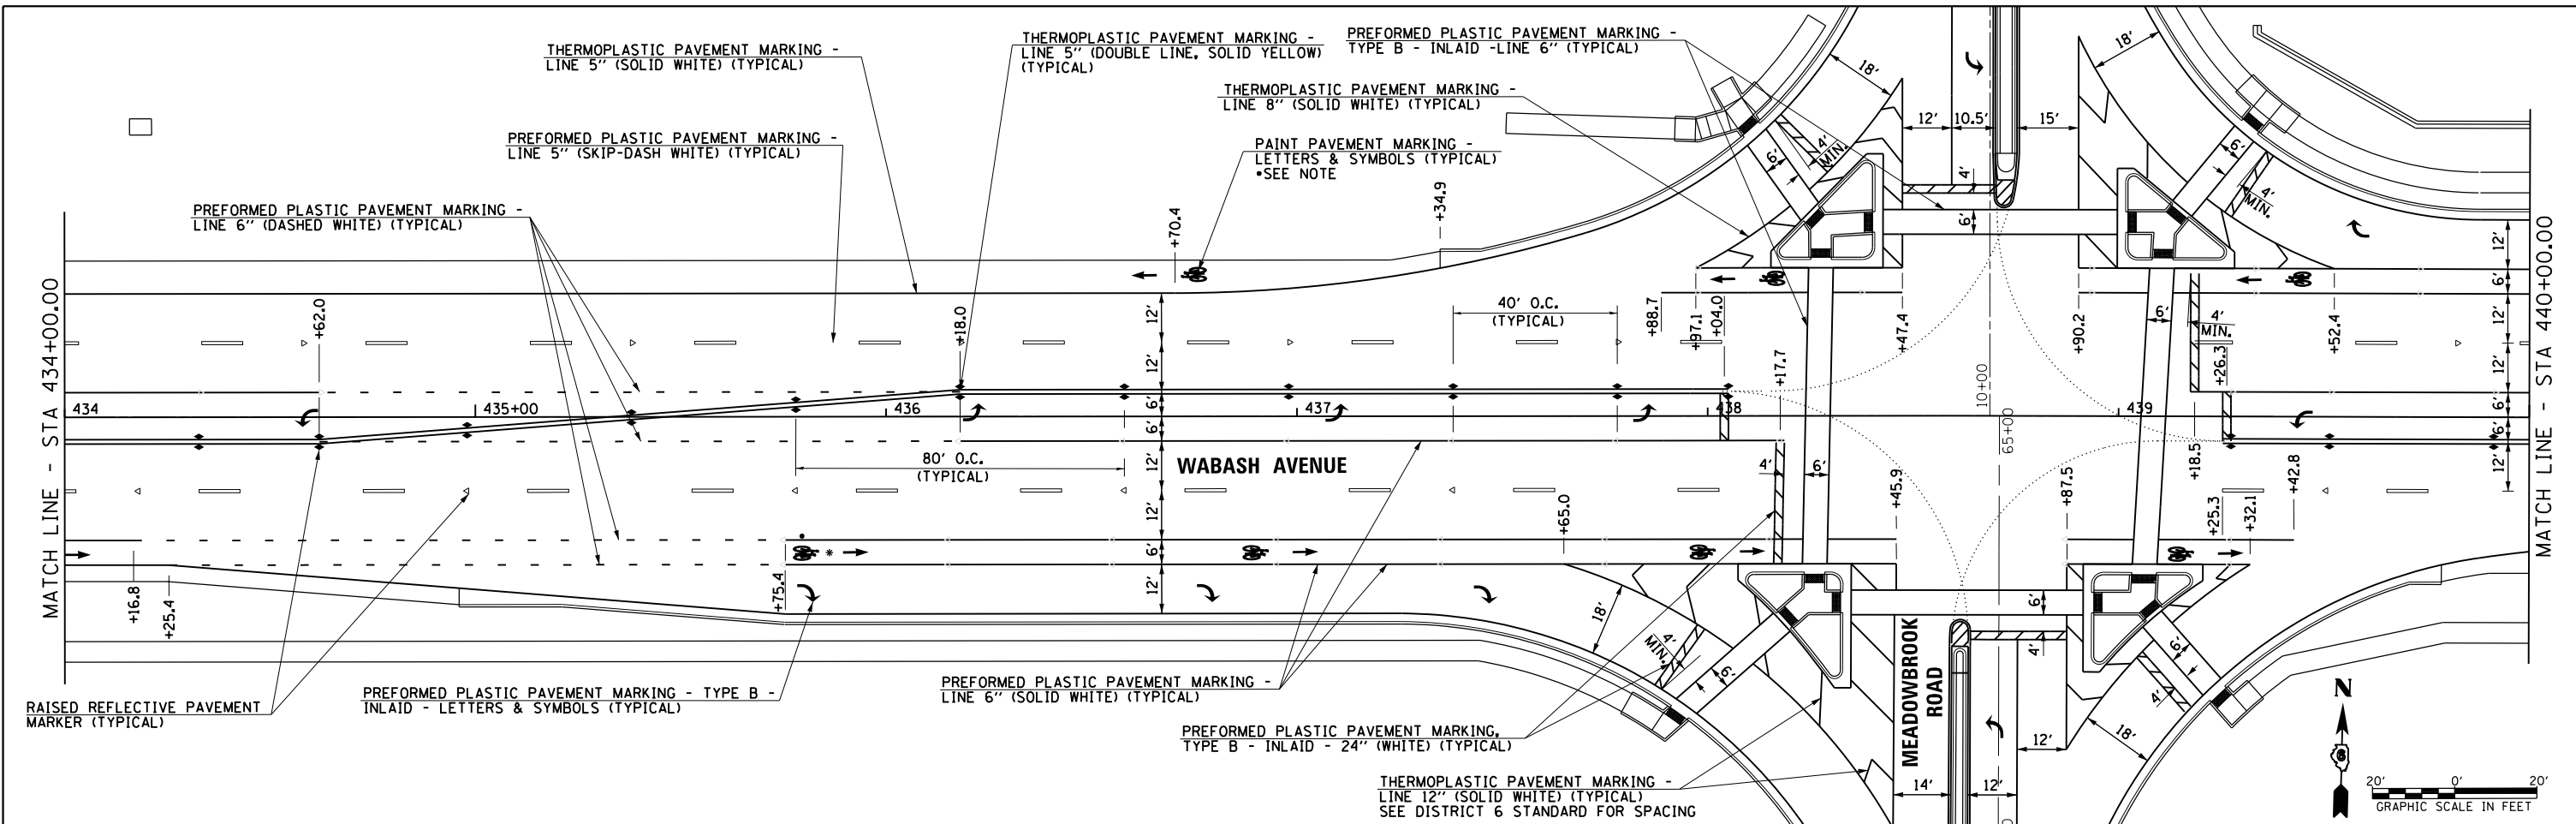 THERMOPLASTIC PAVEMENT MARKING -
LINE 5'' (SOLID WHITE) (TYPICAL)
THERMOPLASTIC PAVEMENT MARKING -
LINE 5'' (DOUBLE LINE, SOLID YELLOW)
(TYPICAL)
PREFORMED PLASTIC PAVEMENT MARKING -
TYPE B - INLAID -LINE 6'' (TYPICAL)
THERMOPLASTIC PAVEMENT MARKING -
LINE 8'' (SOLID WHITE) (TYPICAL)
PREFORMED PLASTIC PAVEMENT MARKING -
LINE 5'' (SKIP-DASH WHITE) (TYPICAL)
PAINT PAVEMENT MARKING -
LETTERS & SYMBOLS (TYPICAL)
•SEE NOTE
PREFORMED PLASTIC PAVEMENT MARKING -
LINE 6'' (DASHED WHITE) (TYPICAL)
18'
18'
12'
10.5'
15'
6'
4'
MIN.
4'
6'
6'
4'
MIN.
+70.4
+34.9
MATCH LINE - STA 434+00.00
MATCH LINE - STA 440+00.00
+62.0
+18.0
12'
12'
6'
6'
12'
12'
6'
12'
40' O.C.
(TYPICAL)
+88.7
+97.1
+04.0
+17.7
+47.4
10+00
+90.2
6'
4'
MIN.
+26.3
+52.4
12'
6'
12'
12'
6'
6'
12'
434
435+00
436
437
438
439
65+00
80' O.C.
(TYPICAL)
WABASH AVENUE
4'
6'
+65.0
+45.9
+87.5
+18.5
+25.3
+32.1
+42.8
*
+16.8
+25.4
+75.4
18'
4'
MIN.
6'
6'
4'
6'
4'
18'
RAISED REFLECTIVE PAVEMENT
MARKER (TYPICAL)
PREFORMED PLASTIC PAVEMENT MARKING - TYPE B -
INLAID - LETTERS & SYMBOLS (TYPICAL)
PREFORMED PLASTIC PAVEMENT MARKING -
LINE 6'' (SOLID WHITE) (TYPICAL)
PREFORMED PLASTIC PAVEMENT MARKING,
TYPE B - INLAID - 24'' (WHITE) (TYPICAL)
THERMOPLASTIC PAVEMENT MARKING -
LINE 12'' (SOLID WHITE) (TYPICAL)
SEE DISTRICT 6 STANDARD FOR SPACING
MEADOWBROOK
ROAD
14'
12'
12'
N
6
20'
0'
20'
GRAPHIC SCALE IN FEET